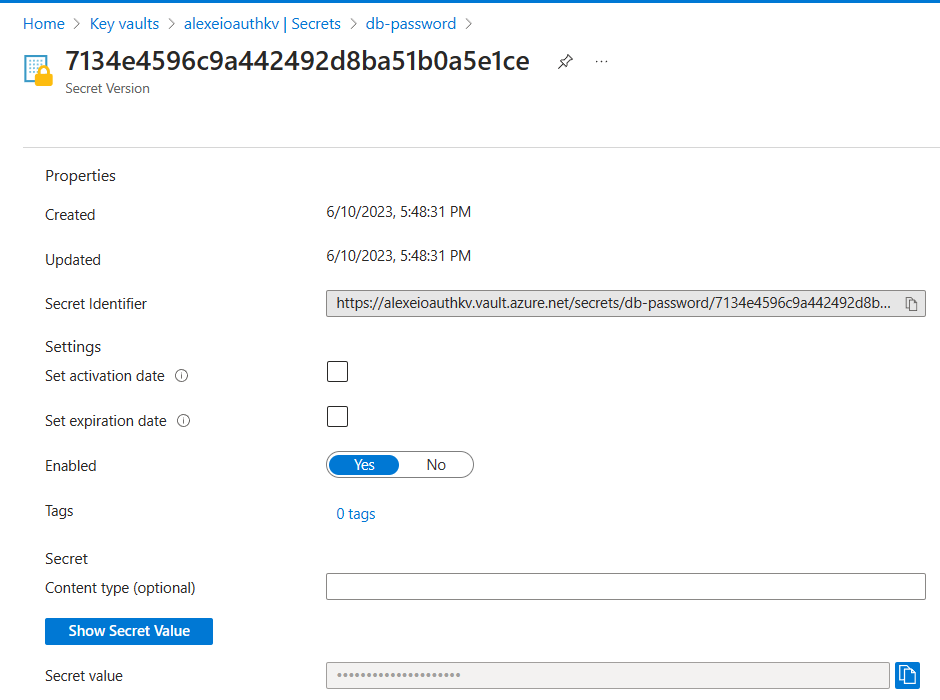 Home > Key vaults > alexeioauthkv | Secrets > db-password >
7134e4596c9a442492d8ba51b0a5e1ce
Secret Version
Properties
Created 6/10/2023, 5:48:31 PM
Updated 6/10/2023, 5:48:31 PM
Secret Identifier https://alexeioauthkv.vault.azure.net/secrets/db-password/7134e4596c9a442492d8b...
Settings
Set activation date
Set expiration date
Enabled Yes No
Tags 0 tags
Secret
Content type (optional)
Show Secret Value
Secret value ••••••••••••••••••••